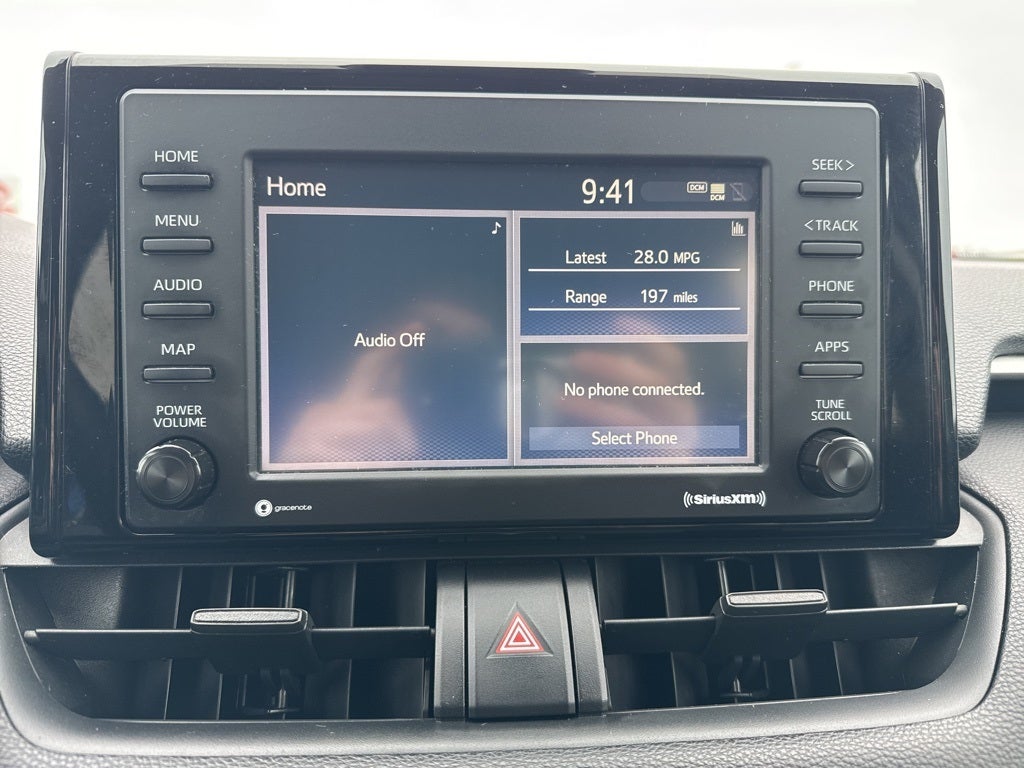 HOME
MENU
AUDIO
MAP
POWER
VOLUME
Home
9:41
DCM
DCM
Audio Off
Latest 28.0 MPG
Range 197 miles
No phone connected.
Select Phone
SEEK >
< TRACK
PHONE
APPS
TUNE
SCROLL
gracenote
SiriusXM